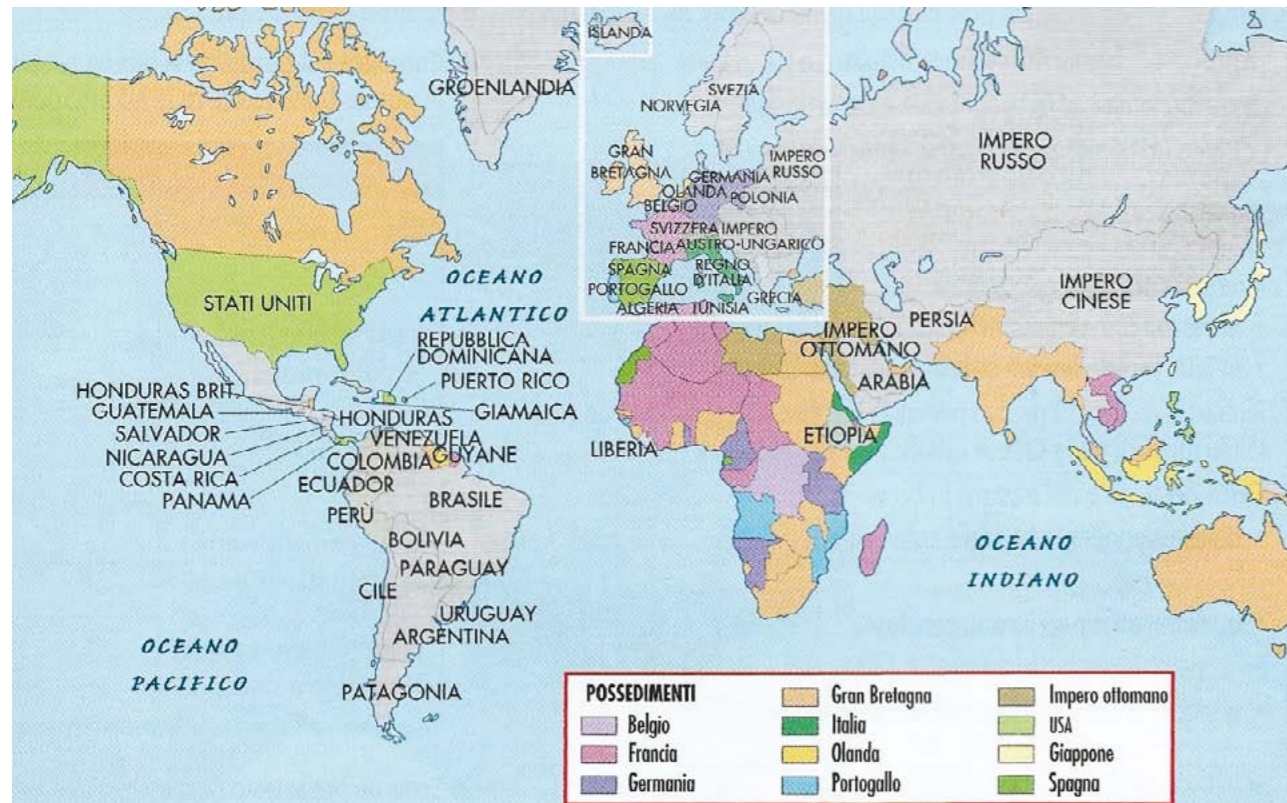 ISLANDA
GROENLANDIA
SVEZIA
NORVEGIA
IMPERO
RUSSO
GRAN
BRETAGNA
IMPERO
RUSSO
GERMANIA
OLANDA
POLONIA
BELGIO
SVIZZERA
IMPERO
AUSTRO-UNGARICO
FRANCIA
SPAGNA
REGNO
D'ITALIA
PORTOGALLO
GRECIA
ALGERIA
TUNISIA
STATI UNITI
OCEANO
ATLANTICO
IMPERO
CINESE
PERSIA
IMPERO
OTTOMANO
ARABIA
REPUBBLICA
DOMINICANA
PUERTO RICO
GIAMAICA
HONDURAS BRIT.
GUATEMALA
SALVADOR
NICARAGUA
COSTA RICA
PANAMA
HONDURAS
VENEZUELA
GUYANE
COLOMBIA
ECUADOR
BRASILE
PERÙ
BOLIVIA
PARAGUAY
CILE
URUGUAY
ARGENTINA
PATAGONIA
LIBERIA
ETIOPIA
OCEANO
INDIANO
OCEANO
PACIFICO
POSSEDIMENTI
Belgio
Francia
Germania
Gran Bretagna
Italia
Olanda
Portogallo
Impero ottomano
USA
Giappone
Spagna